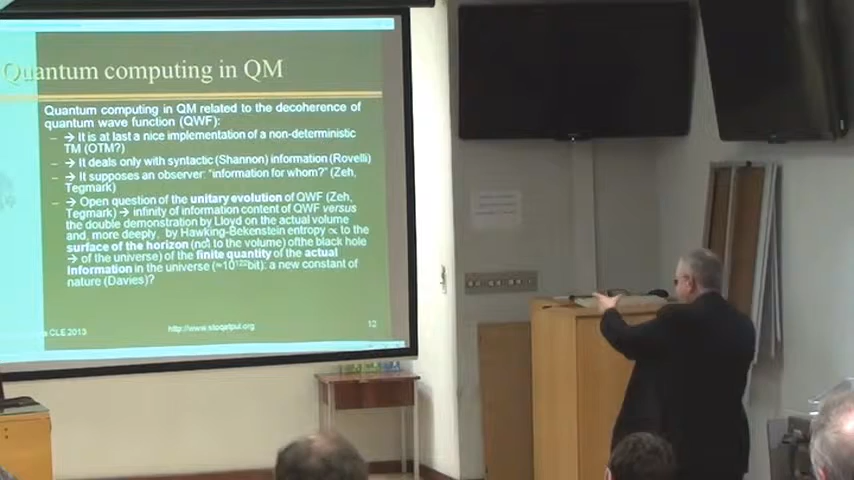 Quantum computing in QM
Quantum computing in QM related to the decoherence of
quantum wave function (QWF):
– → It is at last a nice implementation of a non-deterministic
TM (OTM?)
– → It deals only with syntactic (Shannon) information (Rovelli)
– → It supposes an observer: "information for whom?" (Zeh,
Tegmark)
– → Open question of the unitary evolution of QWF (Zeh,
Tegmark) → infinity of information content of QWF versus
the double demonstration by Lloyd on the actual volume
and, more deeply, by Hawking-Bekenstein entropy ∝ to the
surface of the horizon (not to the volume) ofthe black hole
→ of the universe) of the finite quantity of the actual
Information in the universe (≈10¹²⁰bit): a new constant of
nature (Davies)?
CLE 2013
http://www.stoqatpul.org
12